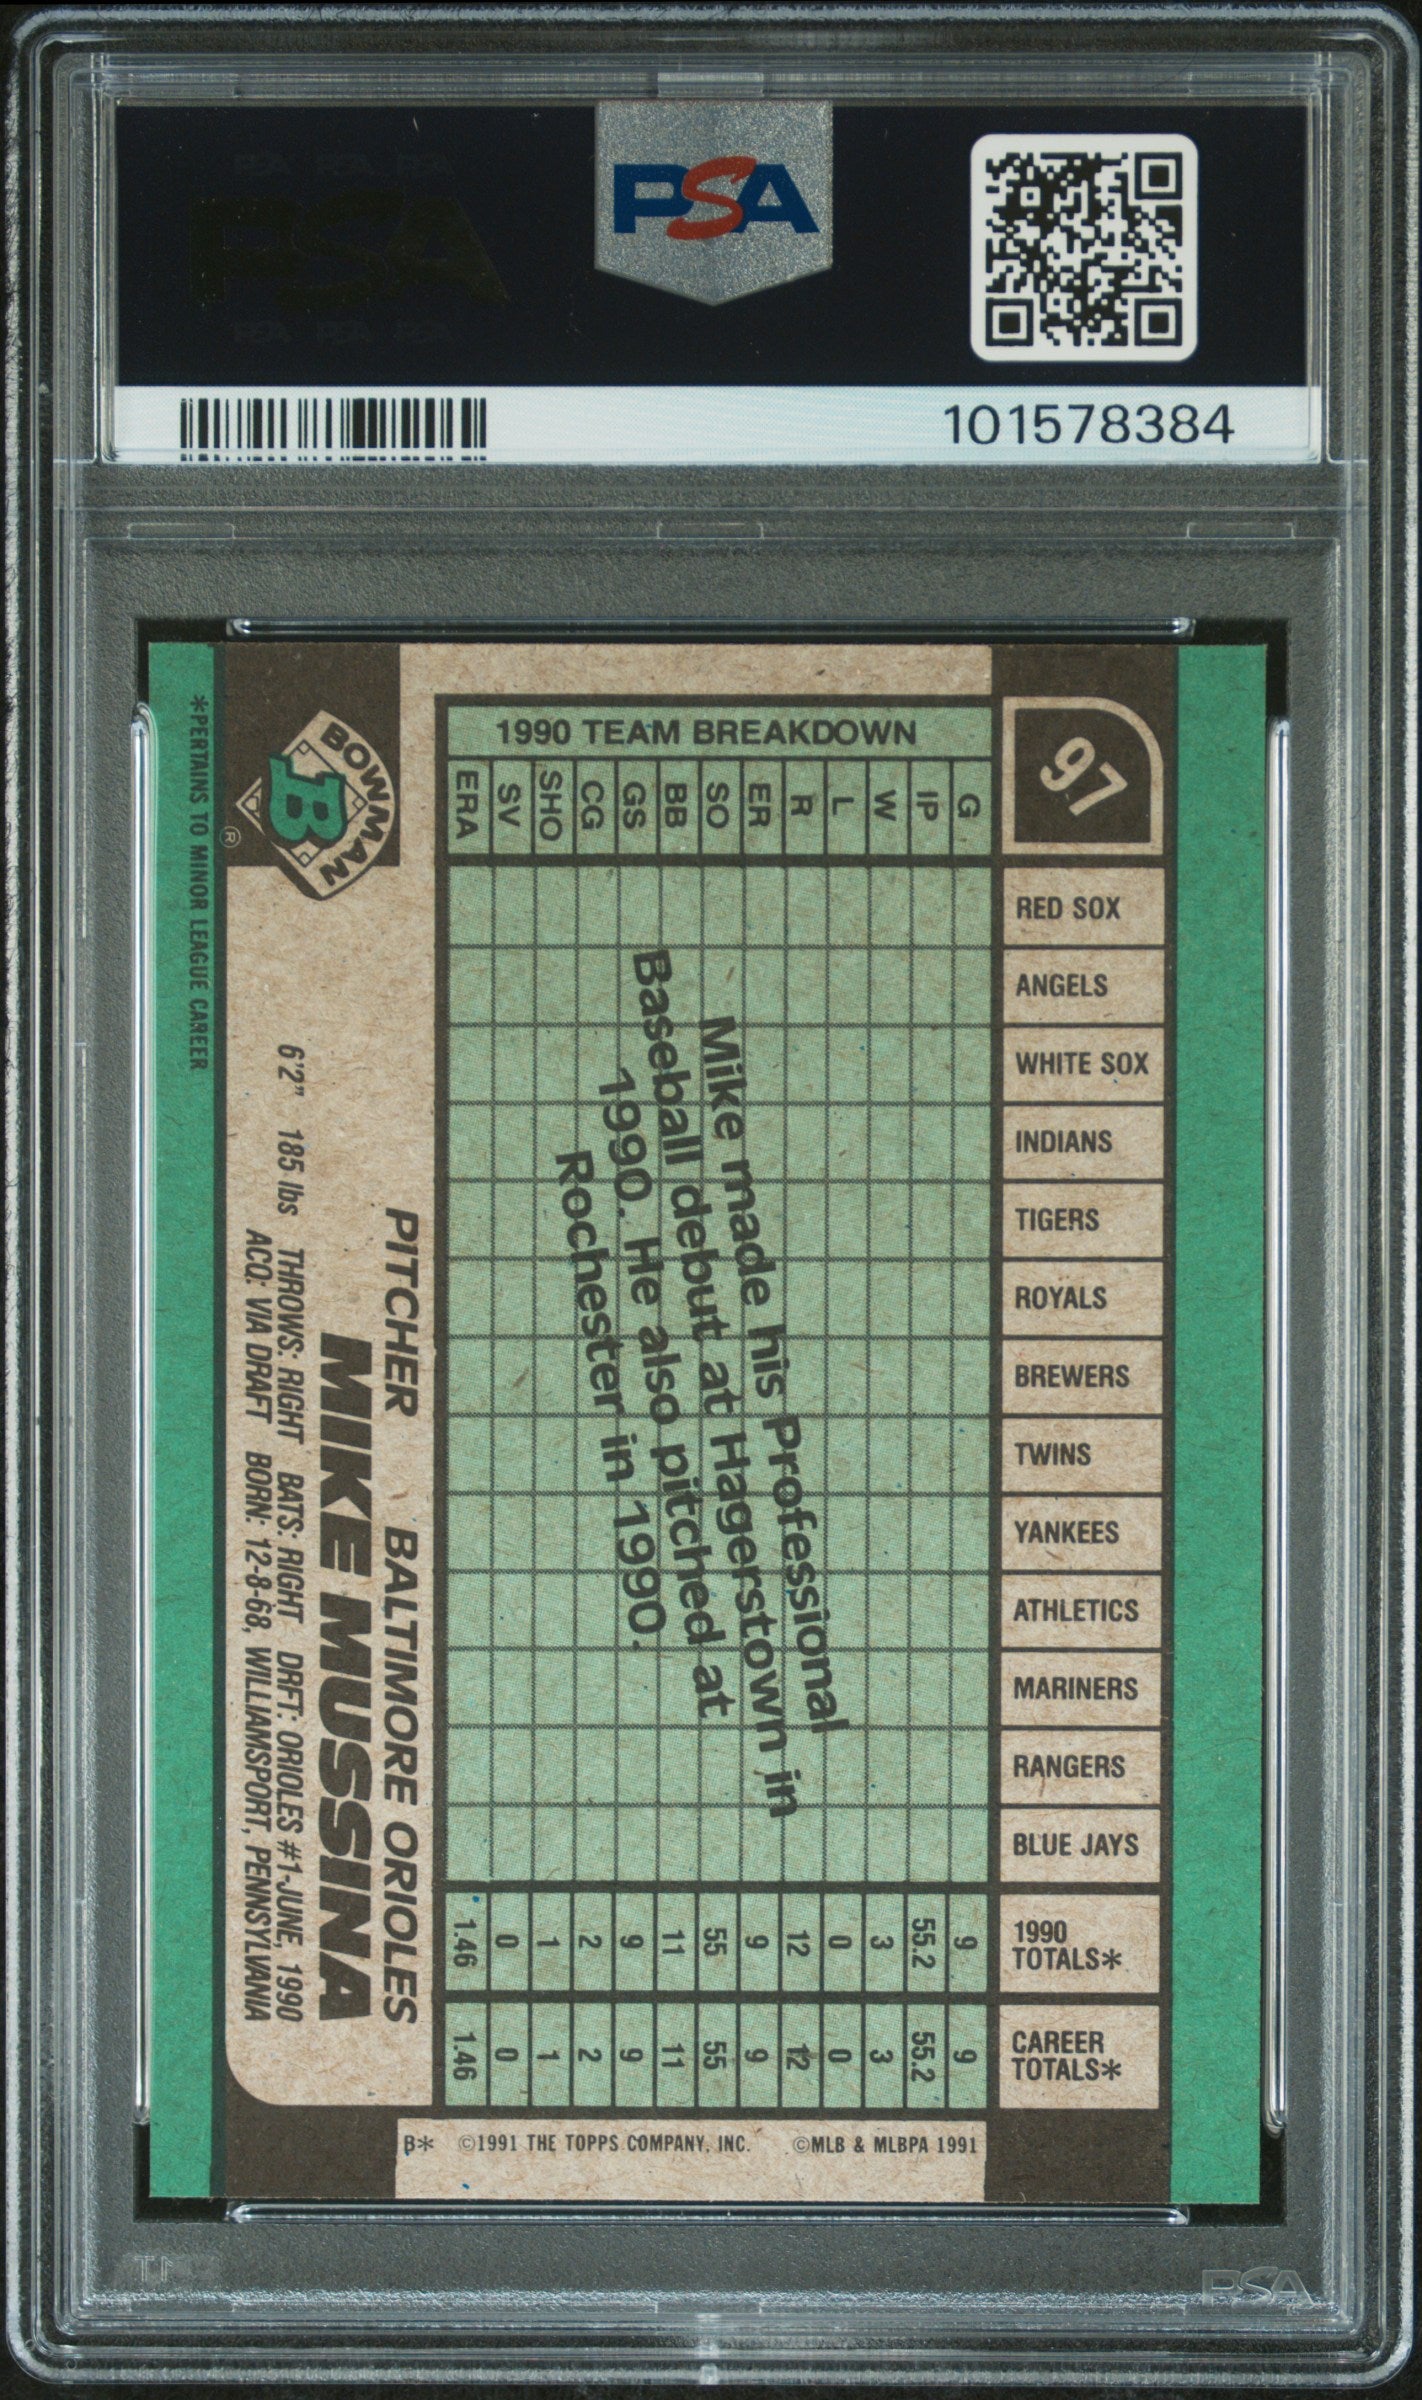 PSA
101578384
97
1990 TEAM BREAKDOWN
G IP W L R ER SO BB GS CG SHO SV ERA
RED SOX
ANGELS
WHITE SOX
INDIANS
TIGERS
ROYALS
BREWERS
TWINS
YANKEES
ATHLETICS
MARINERS
RANGERS
BLUE JAYS
1990
TOTALS*
9 55.2 3 0 12 9 55 11 9 2 1 0 1.46
CAREER
TOTALS*
9 55.2 3 0 12 9 55 11 9 2 1 0 1.46
Mike made his Professional
Baseball debut at Hagerstown in
1990. He also pitched at
Rochester in 1990.
PITCHER BALTIMORE ORIOLES
MIKE MUSSINA
6'2" 185 lbs THROWS: RIGHT BATS: RIGHT DRFT: ORIOLES #1-JUNE, 1990
ACQ: VIA DRAFT BORN: 12-8-68, WILLIAMSPORT, PENNSYLVANIA
BOWMAN
B
®
*PERTAINS TO MINOR LEAGUE CAREER
B* ©1991 THE TOPPS COMPANY, INC. ©MLB & MLBPA 1991
PSA